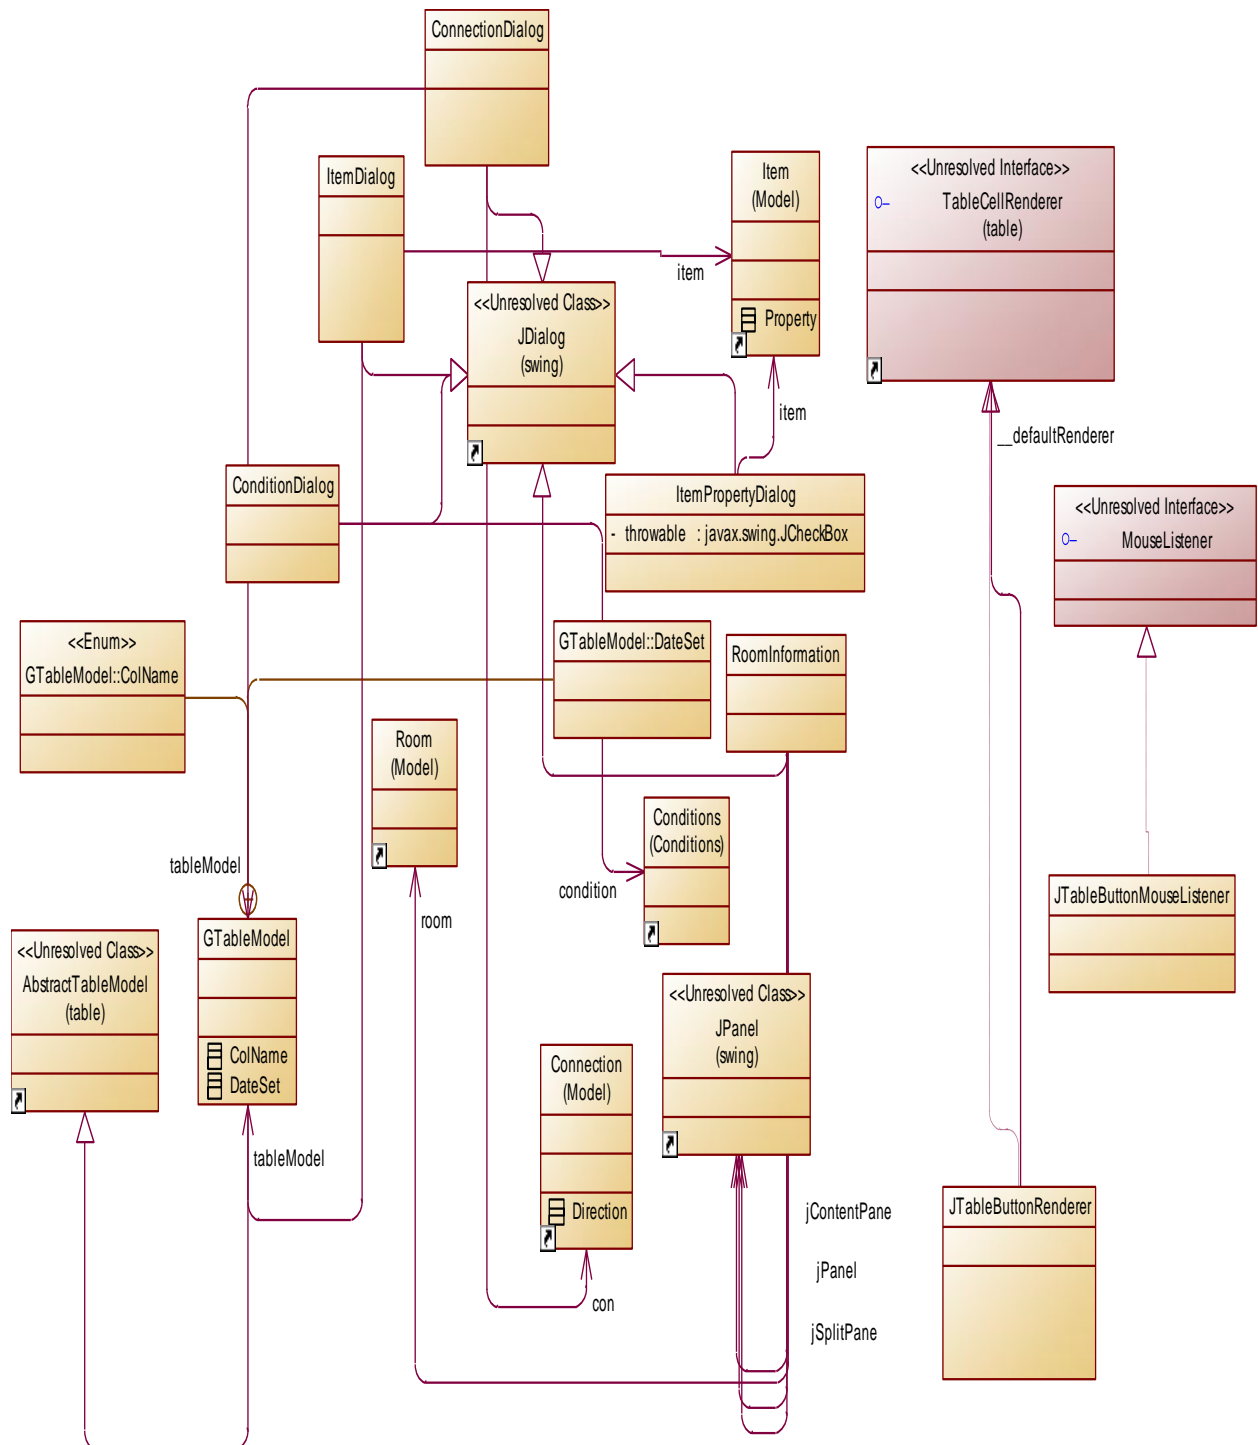 ConnectionDialog
ItemDialog
Item
(Model)
Property
<<Unresolved Interface>>
TableCellRenderer
(table)
item
<<Unresolved Class>>
JDialog
(swing)
item
__defaultRenderer
ConditionDialog
ItemPropertyDialog
- throwable : javax.swing.JCheckBox
<<Unresolved Interface>>
MouseListener
<<Enum>>
GTableModel::ColName
GTableModel::DateSet
RoomInformation
Room
(Model)
Conditions
(Conditions)
tableModel
condition
room
JTableButtonMouseListener
<<Unresolved Class>>
AbstractTableModel
(table)
GTableModel
ColName
DateSet
<<Unresolved Class>>
JPanel
(swing)
Connection
(Model)
Direction
tableModel
jContentPane
jPanel
jSplitPane
JTableButtonRenderer
con